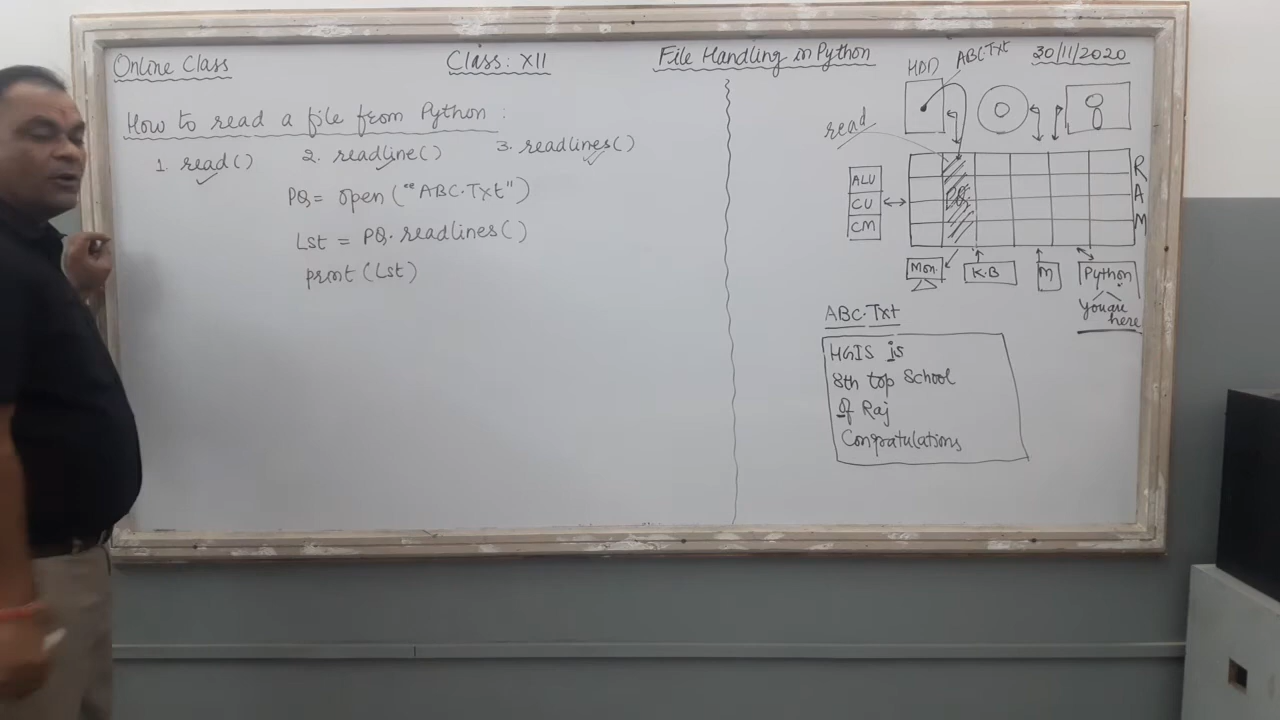 Online Class
Class: XII
File Handling in Python
30/11/2020
How to read a file from Python :
1. read()
2. readline()
3. readlines()
PQ = open ("ABC.Txt")
Lst = PQ.readlines()
print (Lst)
HDD
ABC.Txt
read
ALU
CU
CM
PQ
RAM
Mon.
K.B
M
Python
You are
here
ABC.Txt
HGIS is
8th top School
Of Raj
Congratulations